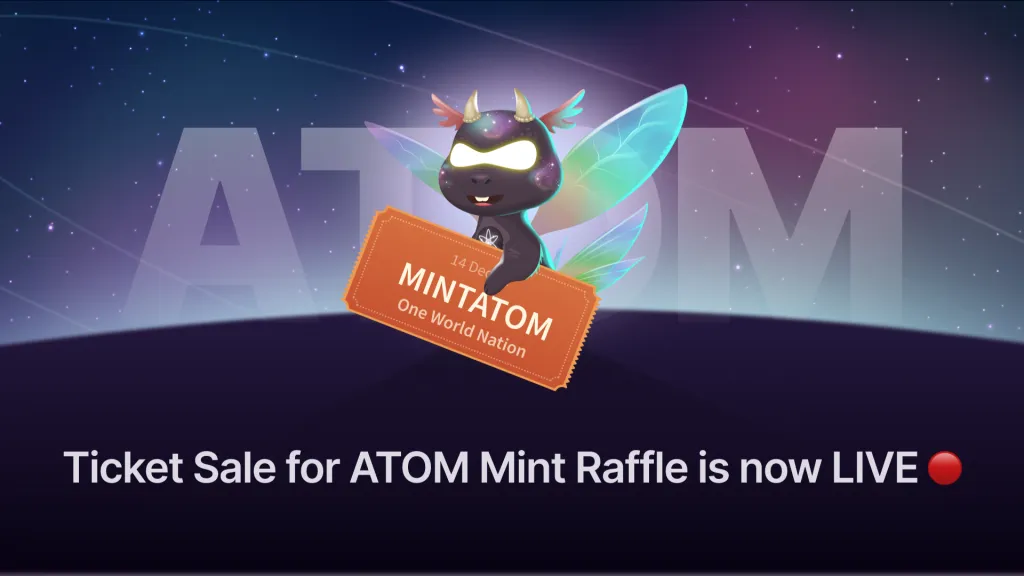 ATOM
14 Dec
MINTATOM
One World Nation
Ticket Sale for ATOM Mint Raffle is now LIVE 🔴